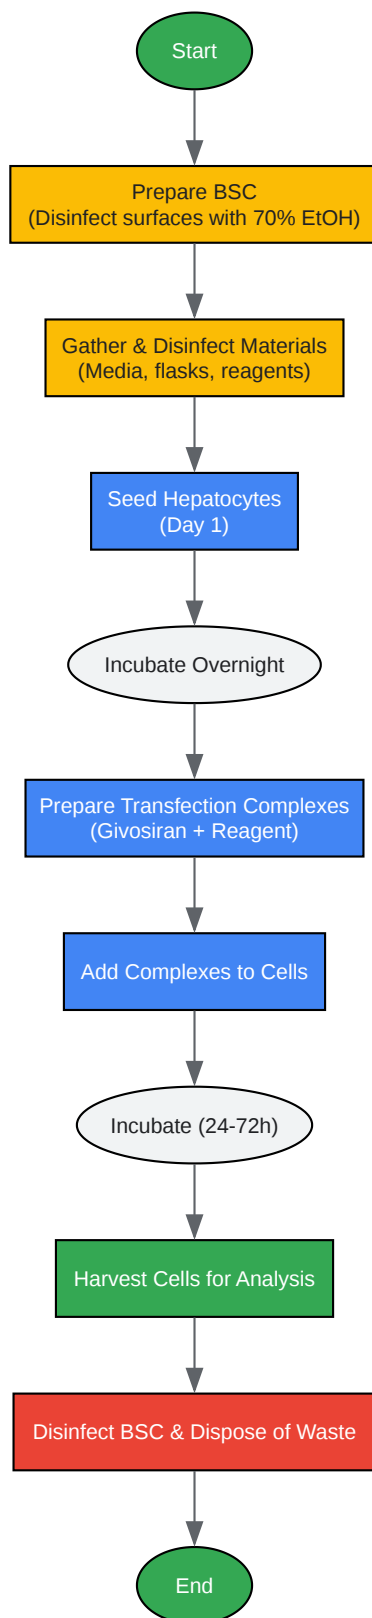 Start
Prepare BSC
(Disinfect surfaces with 70% EtOH)
Gather & Disinfect Materials
(Media, flasks, reagents)
Seed Hepatocytes
(Day 1)
Incubate Overnight
Prepare Transfection Complexes
(Givosiran + Reagent)
Add Complexes to Cells
Incubate (24-72h)
Harvest Cells for Analysis
Disinfect BSC & Dispose of Waste
End